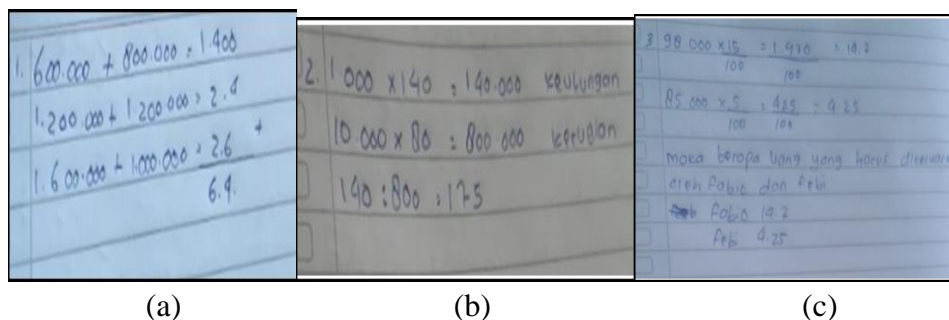 1. 600.000 + 800.000 = 1.400
1.200.000 + 1.200.000 = 2.4
1.600.000 + 1.000.000 = 2.6 +
6.4.
2. 1.000 x 140 = 140.000 keuntungan
10.000 x 80 = 800.000 kerugian
140 : 800 = 175
3 98.000 x 15 = 1.470 = 14.7
100 100
85.000 x 5 = 425 = 4.25
100 100
maka berapa uang yang harus
oleh fabio dan febi
fabio 14.2
febi 4.25
(a) (b) (c)